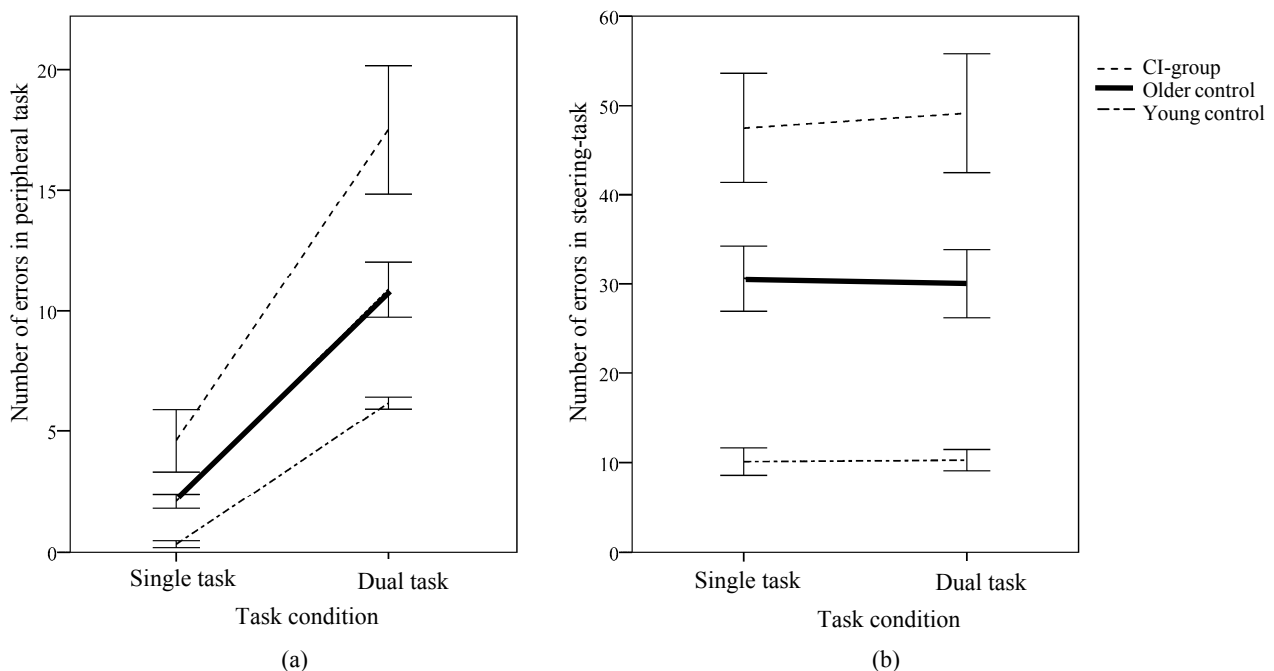 Number of errors in peripheral task
20
15
10
5
0
Single task
Dual task
Task condition
(a)
Number of errors in steering-task
60
50
40
30
20
10
0
Single task
Dual task
Task condition
(b)
CI-group
Older control
Young control